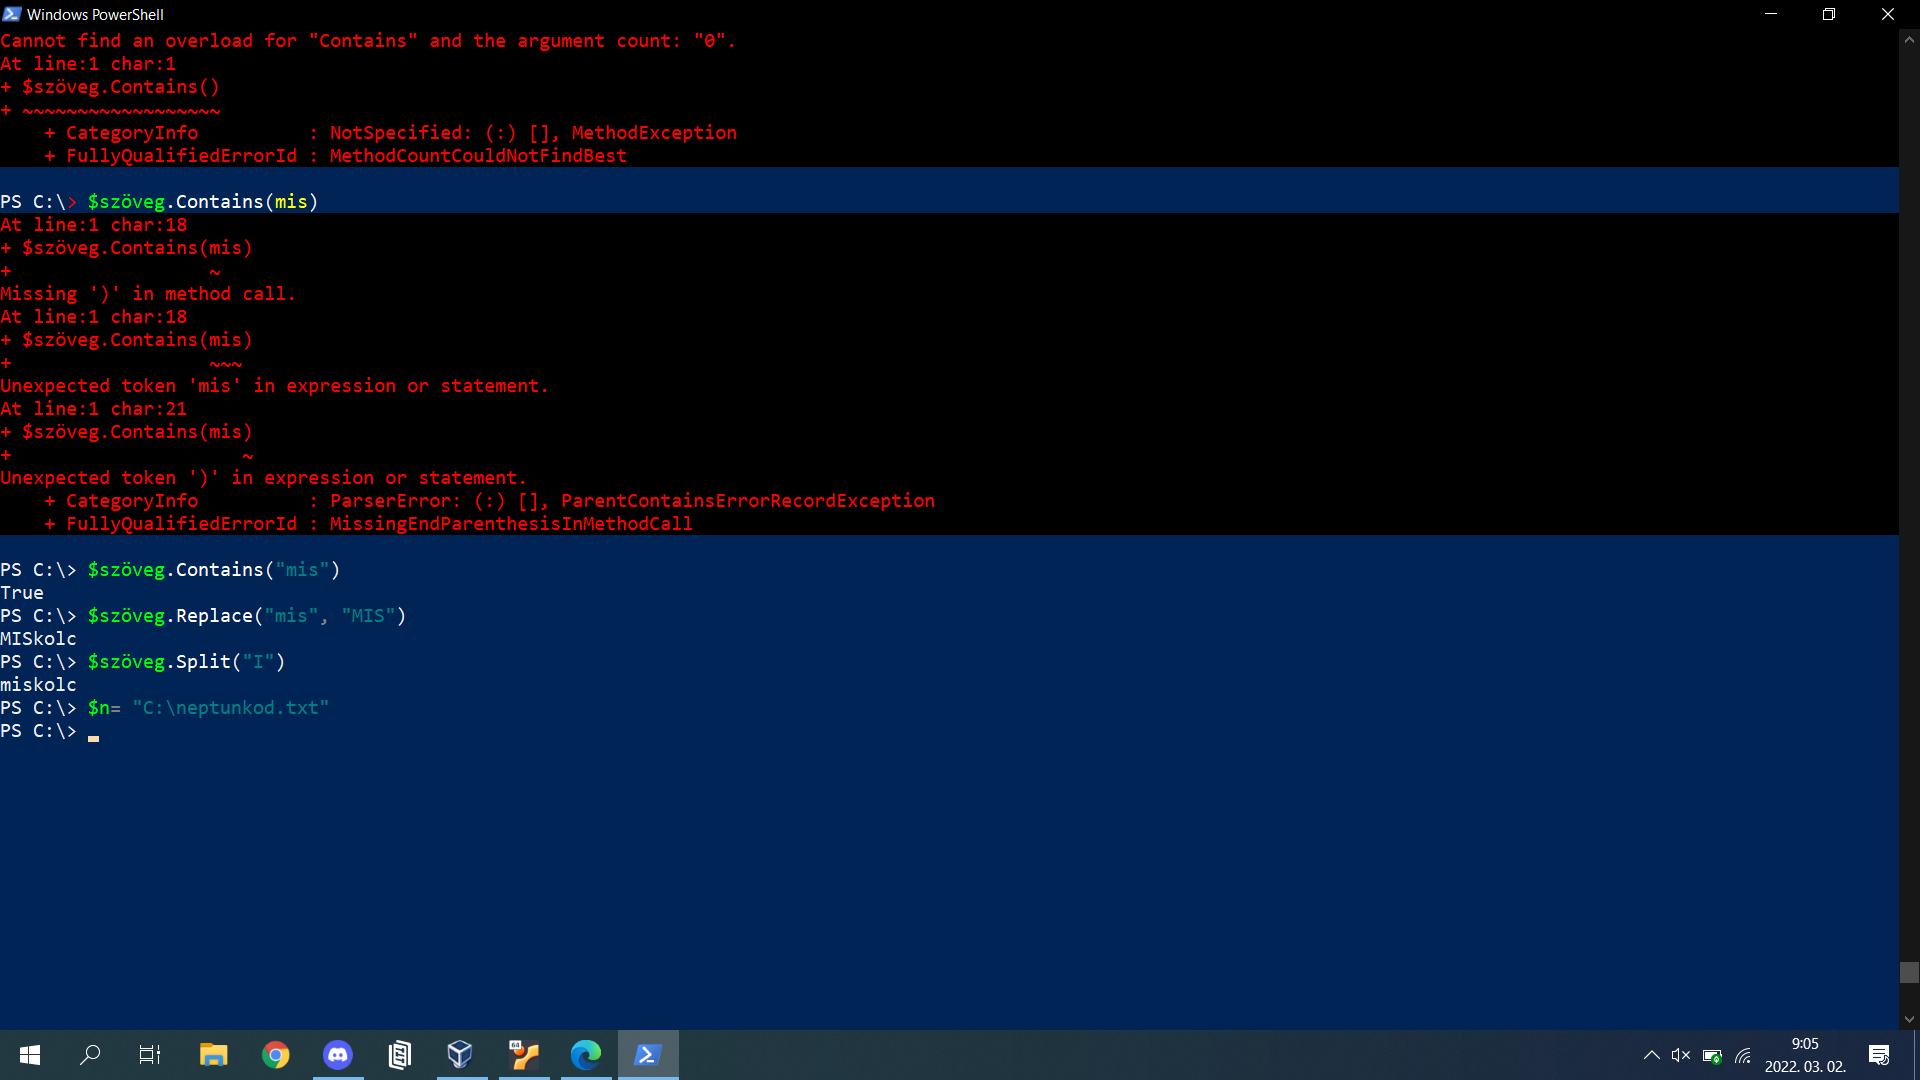 Windows PowerShell
Cannot find an overload for "Contains" and the argument count: "0".
At line:1 char:1
+ $szöveg.Contains()
+ ~~~~~~~~~~~~~~~~~~
    + CategoryInfo          : NotSpecified: (:) [], MethodException
    + FullyQualifiedErrorId : MethodCountCouldNotFindBest
PS C:\> $szöveg.Contains(mis)
At line:1 char:18
+ $szöveg.Contains(mis)
+                  ~
Missing ')' in method call.
At line:1 char:18
+ $szöveg.Contains(mis)
+                  ~~~
Unexpected token 'mis' in expression or statement.
At line:1 char:21
+ $szöveg.Contains(mis)
+                     ~
Unexpected token ')' in expression or statement.
    + CategoryInfo          : ParserError: (:) [], ParentContainsErrorRecordException
    + FullyQualifiedErrorId : MissingEndParenthesisInMethodCall
PS C:\> $szöveg.Contains("mis")
True
PS C:\> $szöveg.Replace("mis", "MIS")
MISkolc
PS C:\> $szöveg.Split("I")
miskolc
PS C:\> $n= "C:\neptunkod.txt"
PS C:\>
64
9:05
2022. 03. 02.